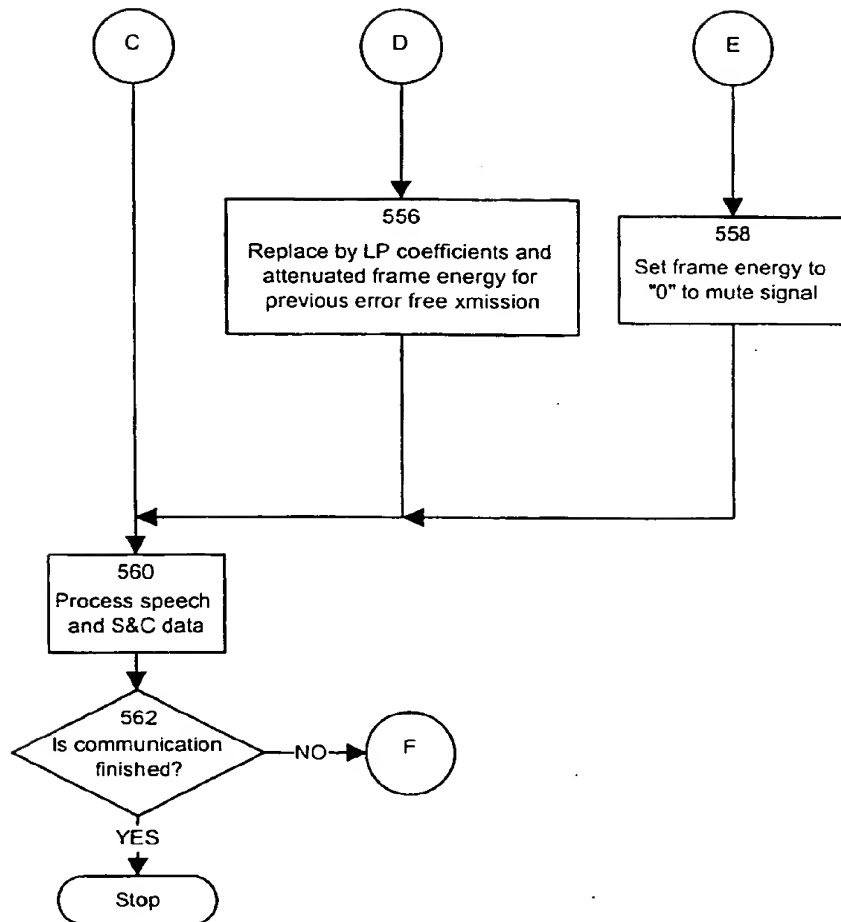 C
D
E
556
Replace by LP coefficients and
attenuated frame energy for
previous error free xmission
558
Set frame energy to
"0" to mute signal
560
Process speech
and S&C data
562
Is communication
finished?
NO
F
YES
Stop